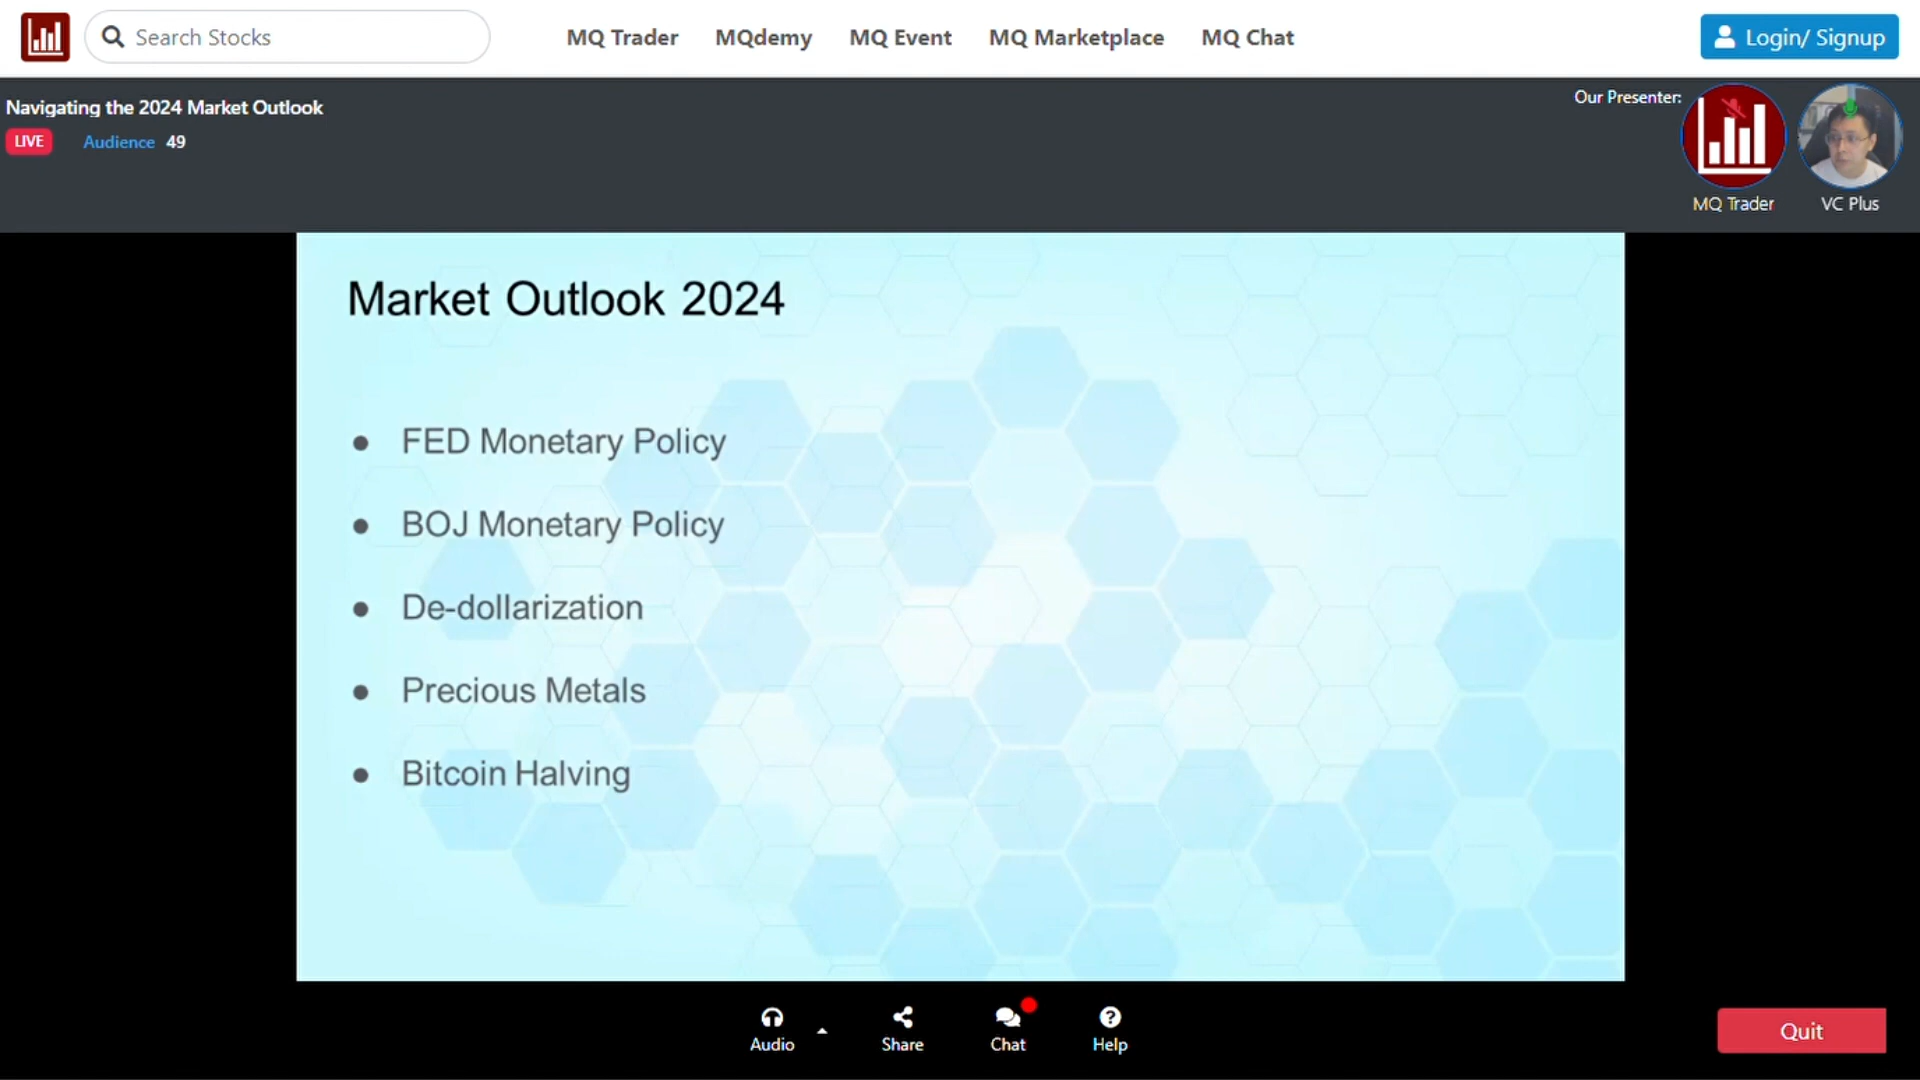 Search Stocks
MQ Trader
MQdemy
MQ Event
MQ Marketplace
MQ Chat
Login/ Signup
Navigating the 2024 Market Outlook
LIVE
Audience 49
Our Presenter:
MQ Trader
VC Plus
Market Outlook 2024
● FED Monetary Policy
● BOJ Monetary Policy
● De-dollarization
● Precious Metals
● Bitcoin Halving
Audio
Share
Chat
Help
Quit